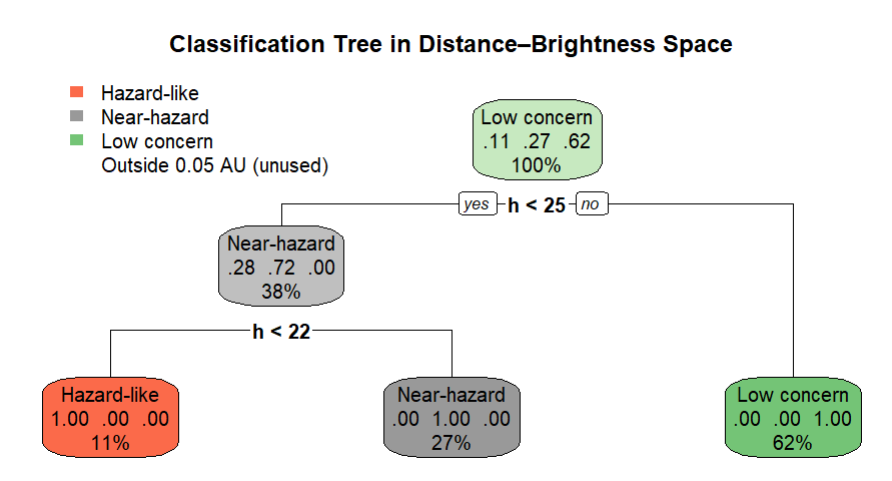 Classification Tree in Distance–Brightness Space
Hazard-like
Near-hazard
Low concern
Outside 0.05 AU (unused)
Low concern
.11 .27 .62
100%
yes h < 25 no
Near-hazard
.28 .72 .00
38%
h < 22
Hazard-like
1.00 .00 .00
11%
Near-hazard
.00 1.00 .00
27%
Low concern
.00 .00 1.00
62%